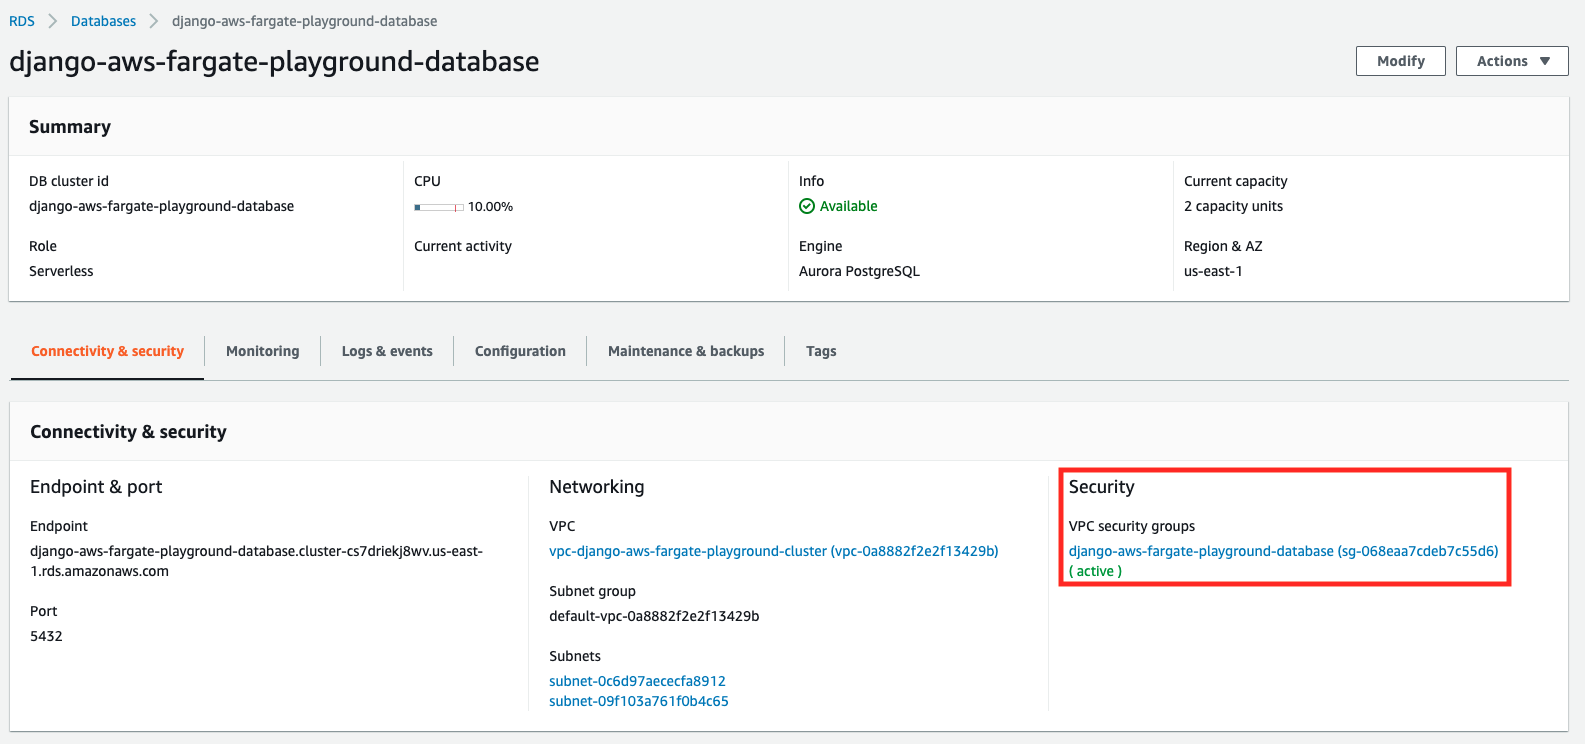 RDS > Databases > django-aws-fargate-playground-database
django-aws-fargate-playground-database
Modify
Actions ▼
Summary
DB cluster id
django-aws-fargate-playground-database
CPU
10.00%
Info
Available
Current capacity
2 capacity units
Role
Serverless
Current activity
Engine
Aurora PostgreSQL
Region & AZ
us-east-1
Connectivity & security
Monitoring
Logs & events
Configuration
Maintenance & backups
Tags
Connectivity & security
Endpoint & port
Endpoint
django-aws-fargate-playground-database.cluster-cs7driekj8wv.us-east-
1.rds.amazonaws.com
Port
5432
Networking
VPC
vpc-django-aws-fargate-playground-cluster (vpc-0a8882f2e2f13429b)
Subnet group
default-vpc-0a8882f2e2f13429b
Subnets
subnet-0c6d97aececfa8912
subnet-09f103a761f0b4c65
Security
VPC security groups
django-aws-fargate-playground-database (sg-068eaa7cdeb7c55d6)
( active )